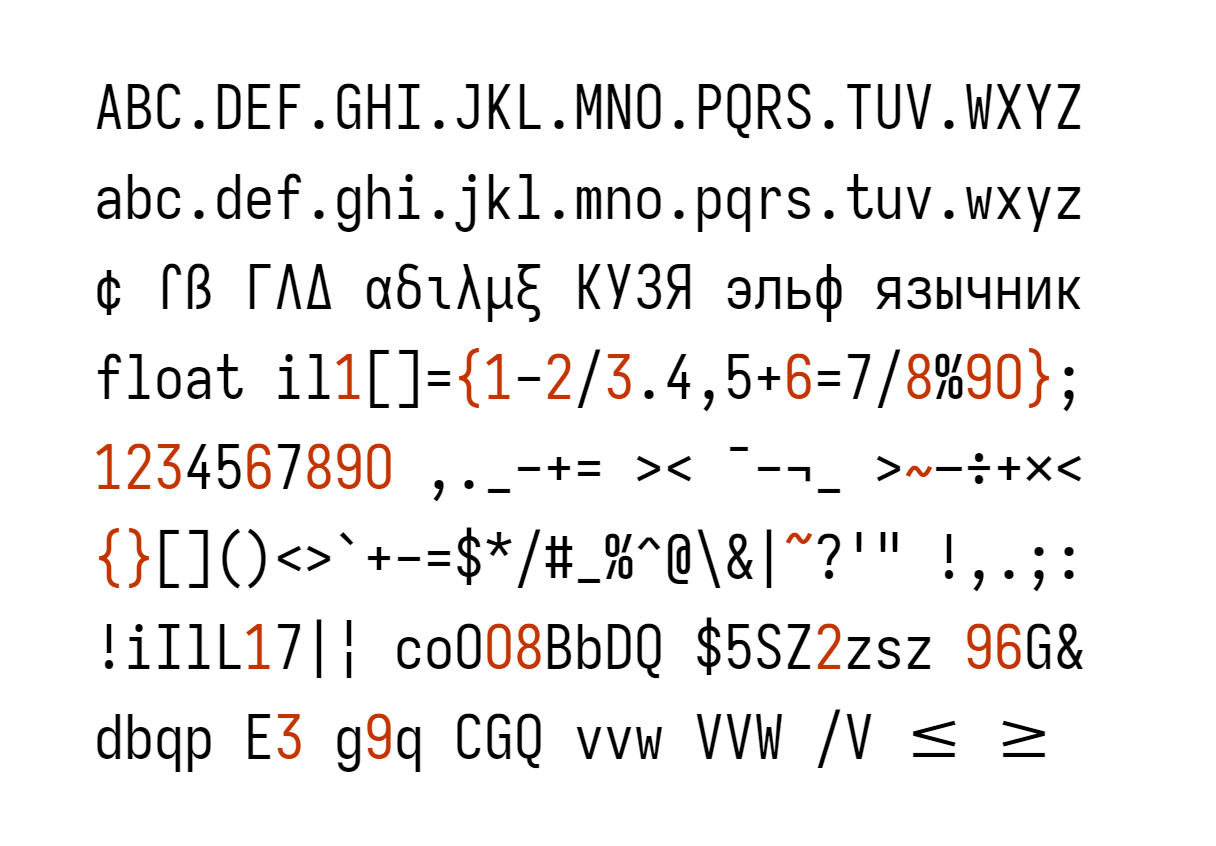 ABC.DEF.GHI.JKL.MNO.PQRS.TUV.WXYZ
abc.def.ghi.jkl.mno.pqrs.tuv.wxyz
¢ ſß ΓΛΔ αδιλμξ КУЗЯ эльф язычник
float il1[]={1-2/3.4,5+6=7/8%90};
1234567890 ,._-+= >< ¯-¬_ >~–÷+×<
{}[]()<>`+-=$*/#_%^@\&|˜?'" !,.;:
!iIlL17|¦ coO08BbDQ $5SZ2zsz 96G&
dbqp E3 g9q CGQ vvw VVW /V ≤ ≥